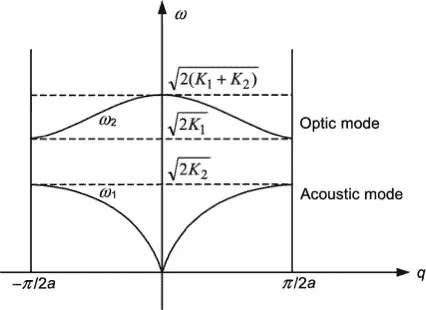 ω
√2(K₁ + K₂)
ω₂
√2K₁
Optic mode
√2K₂
ω₁
Acoustic mode
−π/2a
π/2a
q